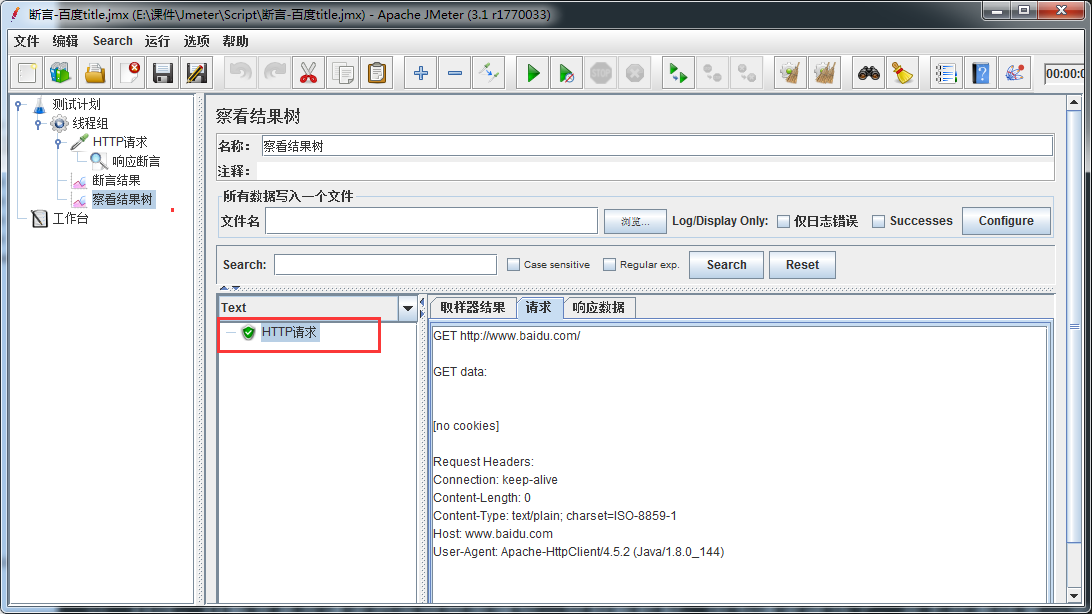 断言-百度title.jmx (E:\课件\Jmeter\Script\断言-百度title.jmx) - Apache JMeter (3.1 r1770033)
文件 编辑 Search 运行 选项 帮助
00:00:0
测试计划
线程组
HTTP请求
响应断言
断言结果
察看结果树
工作台
察看结果树
名称: 察看结果树
注释:
所有数据写入一个文件
文件名 浏览... Log/Display Only: 仅日志错误 Successes Configure
Search: Case sensitive Regular exp. Search Reset
Text
HTTP请求
取样器结果 请求 响应数据
GET http://www.baidu.com/
GET data:
[no cookies]
Request Headers:
Connection: keep-alive
Content-Length: 0
Content-Type: text/plain; charset=ISO-8859-1
Host: www.baidu.com
User-Agent: Apache-HttpClient/4.5.2 (Java/1.8.0_144)